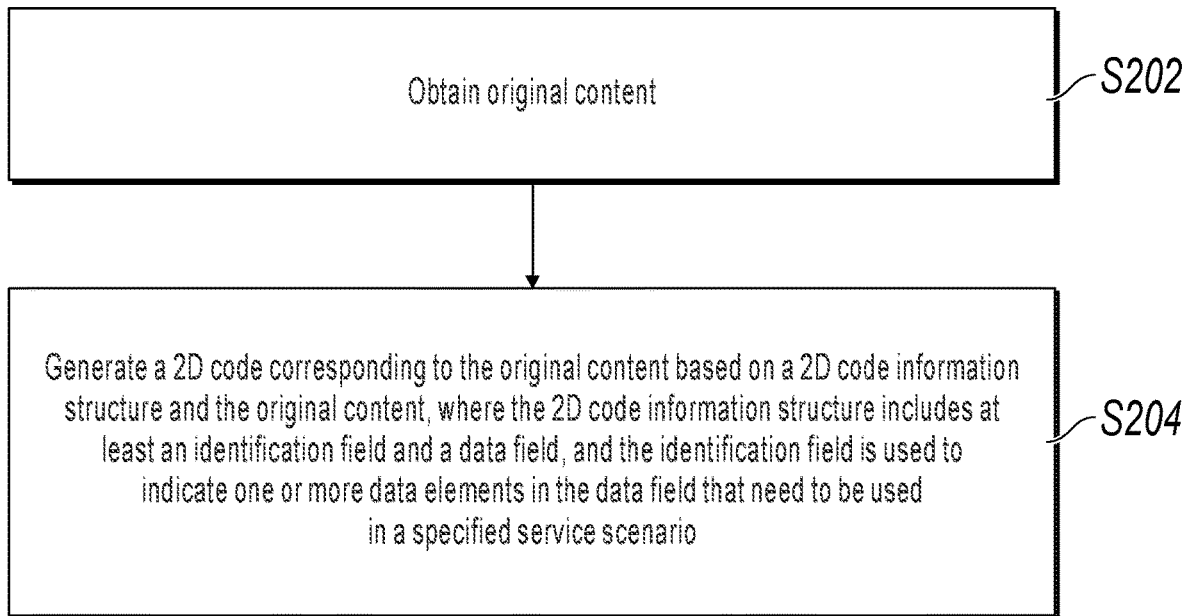 Obtain original content
S202
Generate a 2D code corresponding to the original content based on a 2D code information
structure and the original content, where the 2D code information structure includes at
least an identification field and a data field, and the identification field is used to
indicate one or more data elements in the data field that need to be used
in a specified service scenario
S204